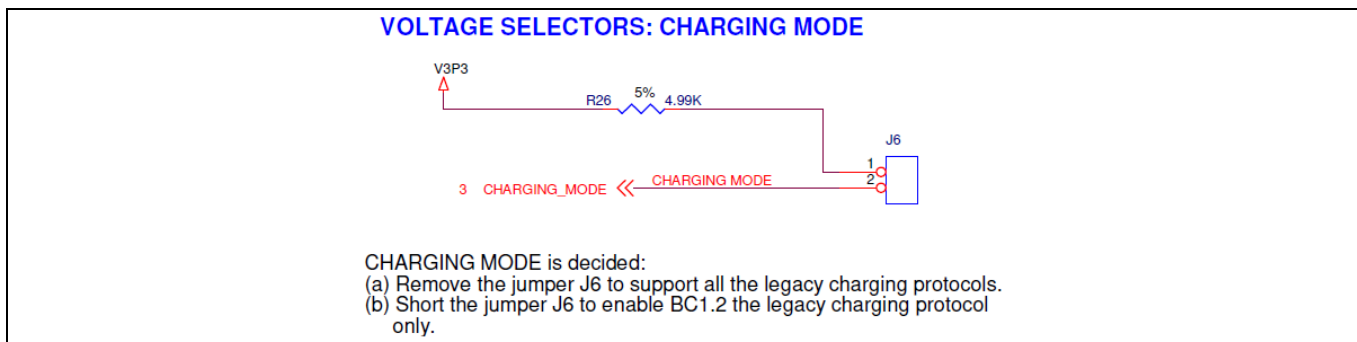 VOLTAGE SELECTORS: CHARGING MODE
V3P3
R26 5% 4.99K
J6
1
3 CHARGING_MODE CHARGING MODE 2
CHARGING MODE is decided:
(a) Remove the jumper J6 to support all the legacy charging protocols.
(b) Short the jumper J6 to enable BC1.2 the legacy charging protocol
only.